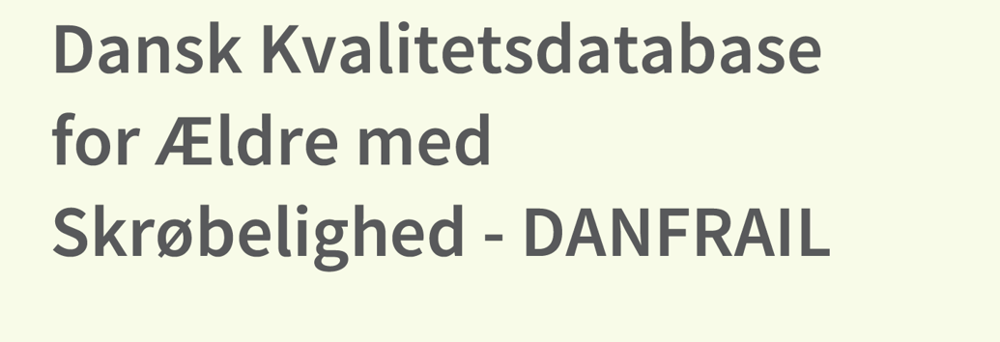 Dansk Kvalitetsdatabase
for Ældre med
Skrøbelighed - DANFRAIL